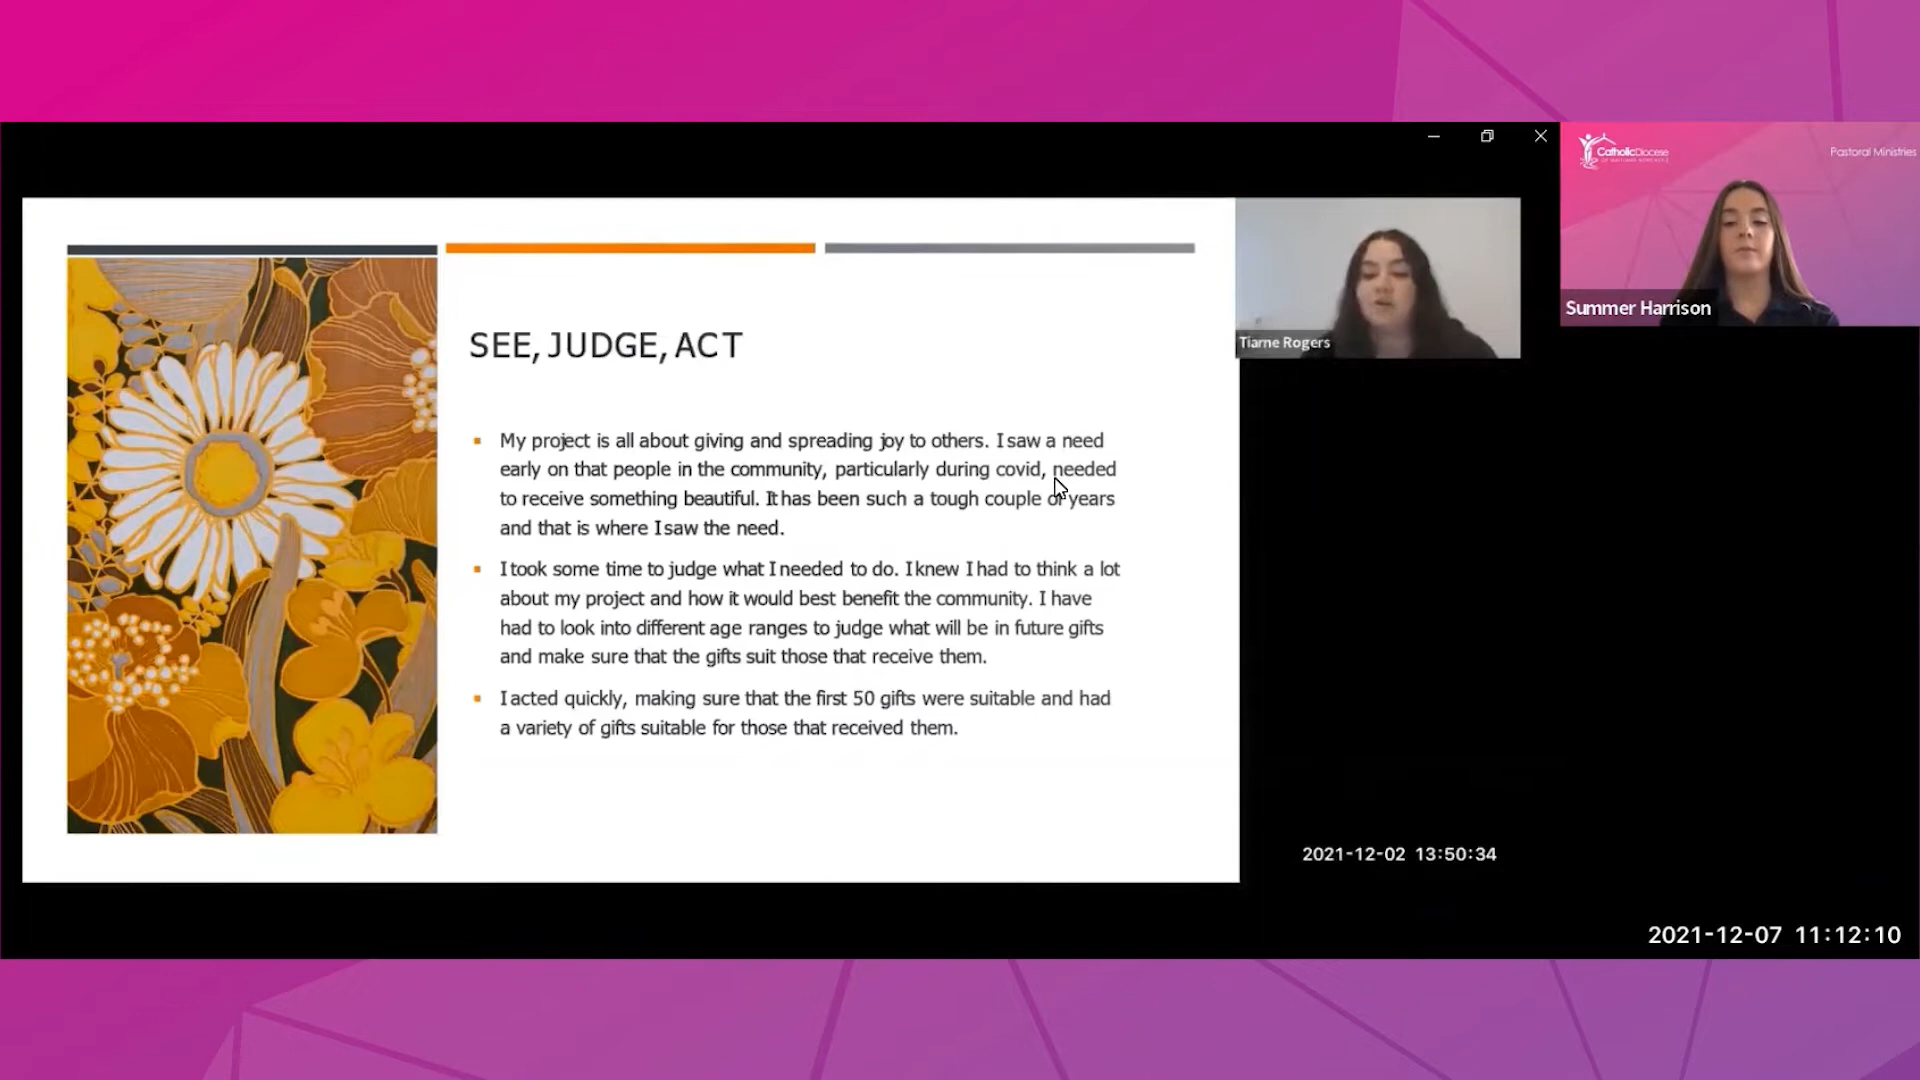 CatholicDiocese
OF MAITLAND-NEWCASTLE
Pastoral Ministries
Summer Harrison
Tiarne Rogers
SEE, JUDGE, ACT
My project is all about giving and spreading joy to others. I saw a need
early on that people in the community, particularly during covid, needed
to receive something beautiful. It has been such a tough couple of years
and that is where I saw the need.
I took some time to judge what I needed to do. I knew I had to think a lot
about my project and how it would best benefit the community. I have
had to look into different age ranges to judge what will be in future gifts
and make sure that the gifts suit those that receive them.
I acted quickly, making sure that the first 50 gifts were suitable and had
a variety of gifts suitable for those that received them.
2021-12-02 13:50:34
2021-12-07 11:12:10